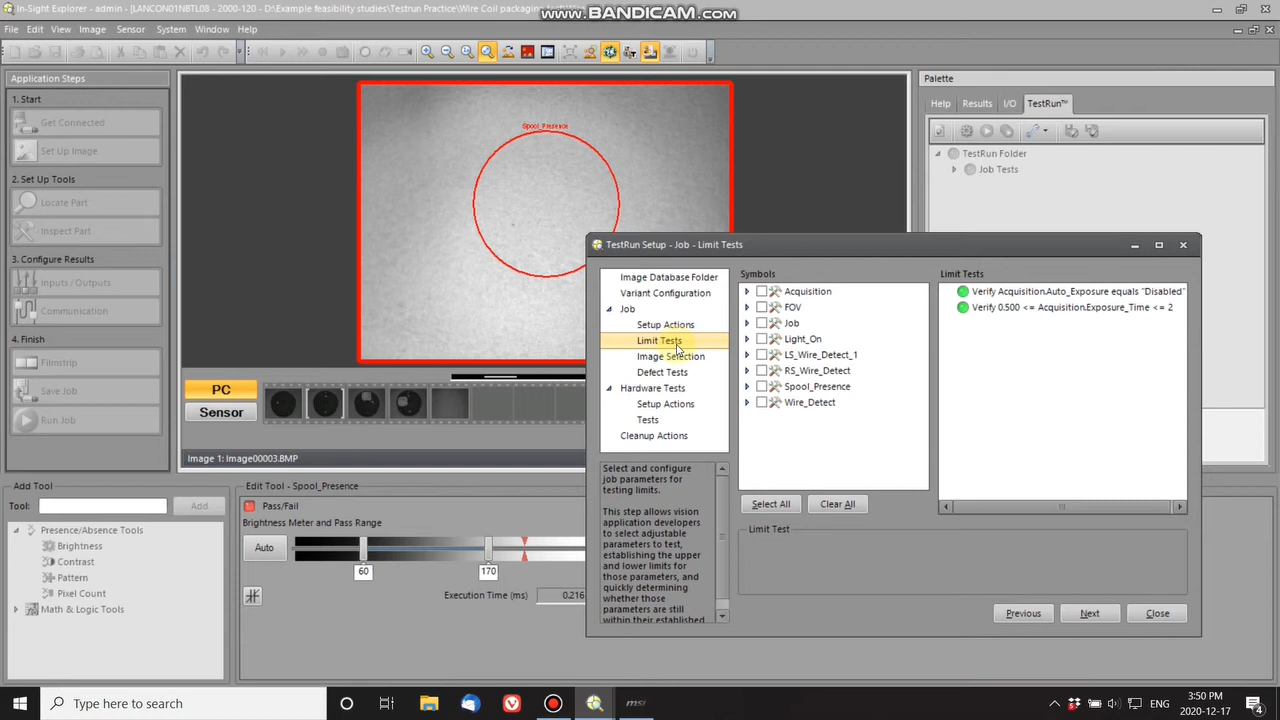 www.BANDICAM.com
In-Sight Explorer - admin - [LANCON01NBTL08 - 2000-120 - D:\Example feasibility studies\Testrun Practice\Wire Coil packaging
File Edit View Image Sensor System Window Help
Application Steps
1. Start
Get Connected
Set Up Image
2. Set Up Tools
Locate Part
Inspect Part
3. Configure Results
Inputs / Outputs
Communication
4. Finish
Filmstrip
Save Job
Run Job
Spool_Presence
PC
Sensor
Image 1: Image00003.BMP
Palette
Help Results I/O TestRun™
TestRun Folder
Job Tests
TestRun Setup - Job - Limit Tests
Image Database Folder
Variant Configuration
Job
Setup Actions
Limit Tests
Image Selection
Defect Tests
Hardware Tests
Setup Actions
Tests
Cleanup Actions
Select and configure
job parameters for
testing limits.
This step allows vision
application developers
to select adjustable
parameters to test,
establishing the upper
and lower limits for
those parameters, and
quickly determining
whether those
parameters are still
within their established
Symbols
Acquisition
FOV
Job
Light_On
LS_Wire_Detect_1
RS_Wire_Detect
Spool_Presence
Wire_Detect
Select All Clear All
Limit Tests
Verify Acquisition.Auto_Exposure equals "Disabled"
Verify 0.500 <= Acquisition.Exposure_Time <= 2
Limit Test
Previous Next Close
Add Tool
Tool:
Add
Presence/Absence Tools
Brightness
Contrast
Pattern
Pixel Count
Math & Logic Tools
Edit Tool - Spool_Presence
Pass/Fail
Brightness Meter and Pass Range
Auto
60 170
Execution Time (ms) 0.216
Type here to search
msi
ENG
3:50 PM
2020-12-17
4